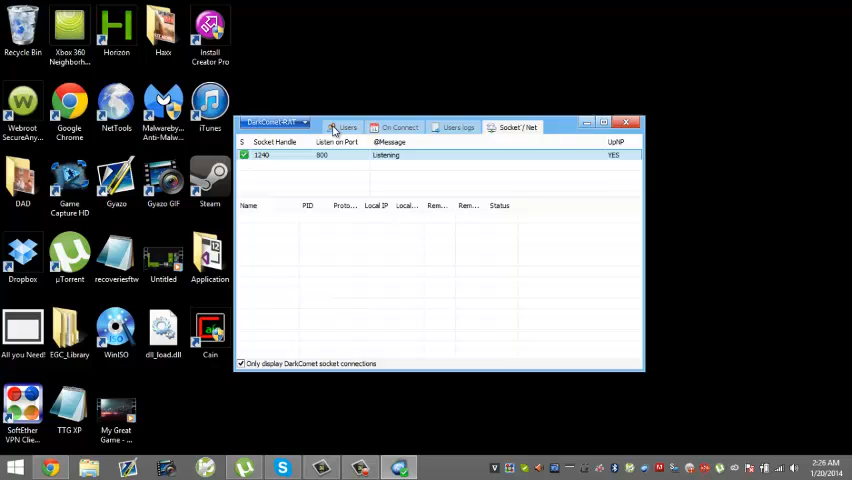 Recycle Bin
Xbox 360
Neighborh...
Horizon
Haxx
Install
Creator Pro
Webroot
SecureAny...
Google
Chrome
NetTools
Malwareby...
Anti-Malw...
iTunes
DAD
Game
Capture HD
Gyazo
Gyazo GIF
Steam
Dropbox
µTorrent
recoveriesftw
Untitled
Application
All you Need!
EGC_Library
WinISO
dll_load.dll
Cain
SoftEther
VPN Clie...
TTG XP
My Great
Game - ...
DarkComet-RAT
Users
On Connect
Users logs
Socket / Net
S
Socket Handle
Listen on Port
@Message
UpNP
1240
800
Listening
YES
Name
PID
Proto...
Local IP
Local...
Rem...
Rem...
Status
Only display DarkComet socket connections
2:26 AM
1/20/2014